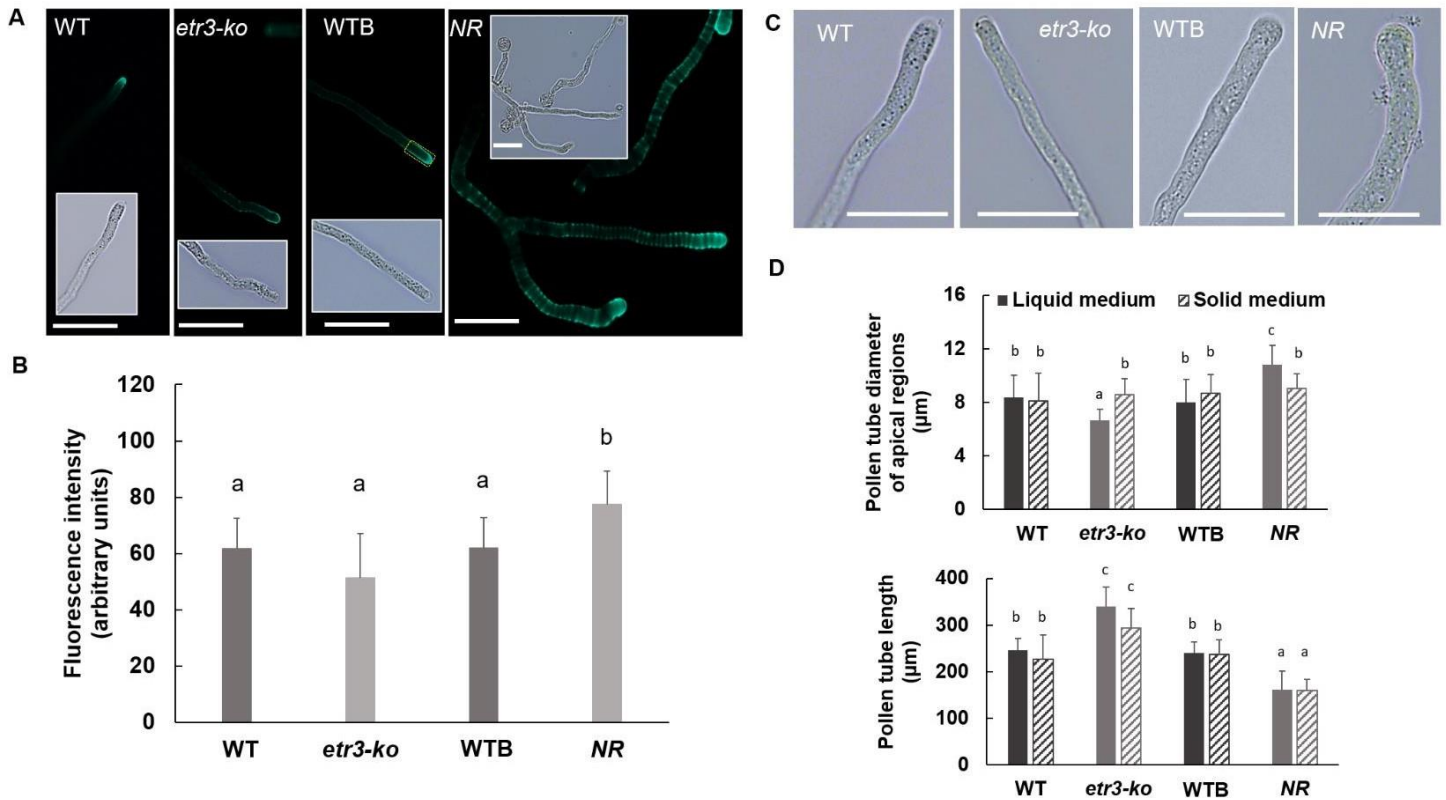 A
WT
etr3-ko
WTB
NR
B
120
100
80
60
40
20
0
Fluorescence intensity
(arbitrary units)
a
a
a
b
WT
etr3-ko
WTB
NR
C
WT
etr3-ko
WTB
NR
D
Liquid medium
Solid medium
16
12
8
4
0
Pollen tube diameter
of apical regions
(µm)
b
b
a
b
b
b
c
b
WT
etr3-ko
WTB
NR
400
300
200
100
0
Pollen tube length
(µm)
b
b
c
c
b
b
a
a
WT
etr3-ko
WTB
NR